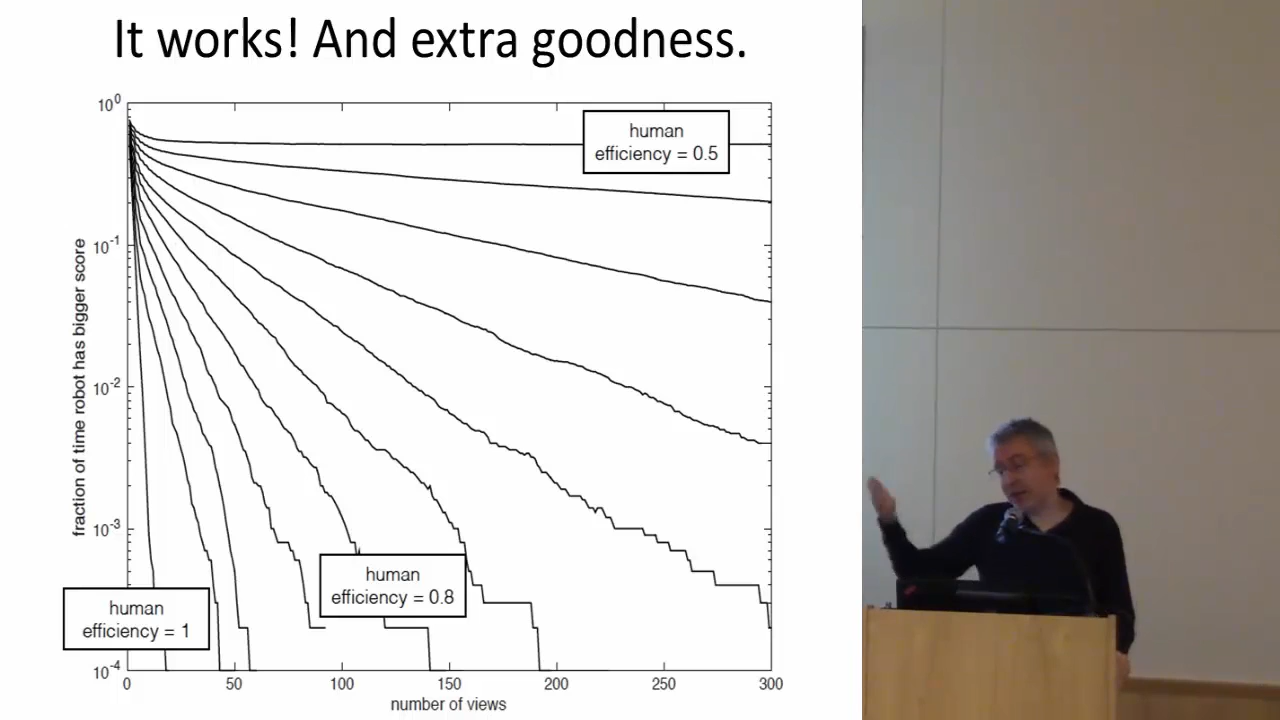 It works! And extra goodness.
10^0
10^-1
10^-2
10^-3
10^-4
fraction of time robot has bigger score
human
efficiency = 0.5
human
efficiency = 0.8
human
efficiency = 1
0 50 100 150 200 250 300
number of views